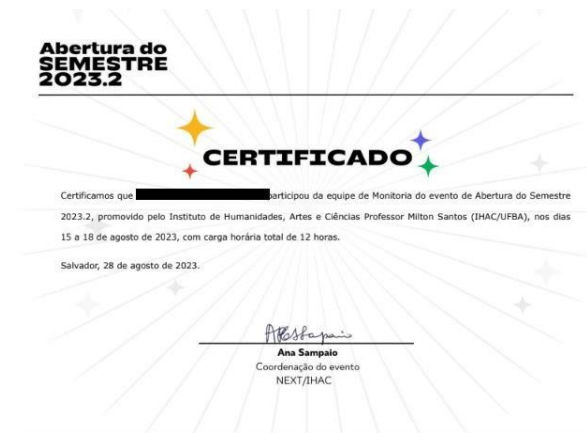 Abertura do
SEMESTRE
2023.2
CERTIFICADO
Certificamos que participou da equipe de Monitoria do evento de Abertura do Semestre
2023.2, promovido pelo Instituto de Humanidades, Artes e Ciências Professor Milton Santos (IHAC/UFBA), nos dias
15 a 18 de agosto de 2023, com carga horária total de 12 horas.
Salvador, 28 de agosto de 2023.
Ana Sampaio
Coordenação do evento
NEXT/IHAC